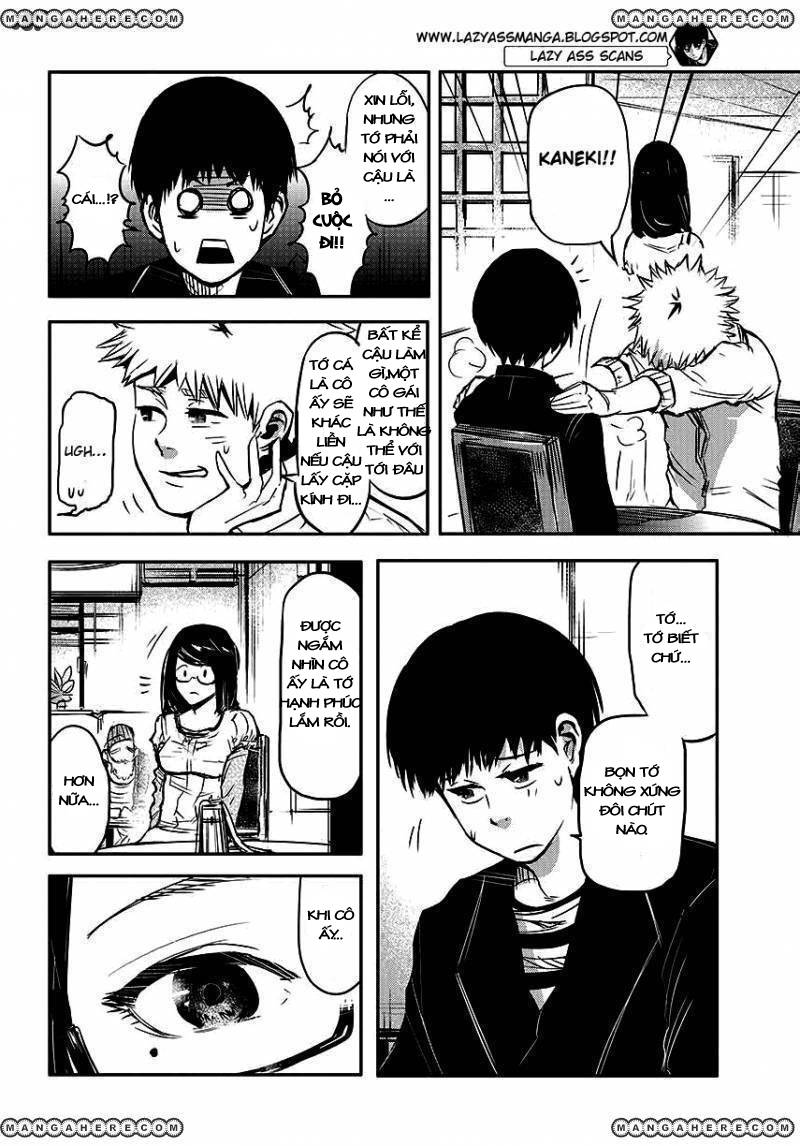 MANGAHERE.COM
MANGAHERE.COM
WWW.LAZYASSMANGA.BLOGSPOT.COM
LAZY ASS SCANS
KANEKI!!
XIN LỖI,
NHƯNG
TỚ PHẢI
NÓI VỚI
CẬU LÀ
...
BỎ
CUỘC
ĐI!!
CÁI...!?
BẤT KỂ
CẬU LÀM
GÌ,MỘT
CÔ GÁI
NHƯ THẾ
LÀ KHÔNG
THỂ VỚI
TỚI ĐÂU
TỚ CÁ
LÀ CÔ
ẤY SẼ
KHÁC
LIỀN
NẾU CẬU
LẤY CẶP
KÍNH ĐI...
UGH...
TỚ...
TỚ BIẾT
CHỨ...
BỌN TỚ
KHÔNG XỨNG
ĐÔI CHÚT
NÀO.
ĐƯỢC
NGẮM
NHÌN CÔ
ẤY LÀ TỚ
HẠNH PHÚC
LẮM RỒI.
HƠN
NỮA...
KHI CÔ
ẤY...
MANGAHERE.COM
MANGAHERE.COM